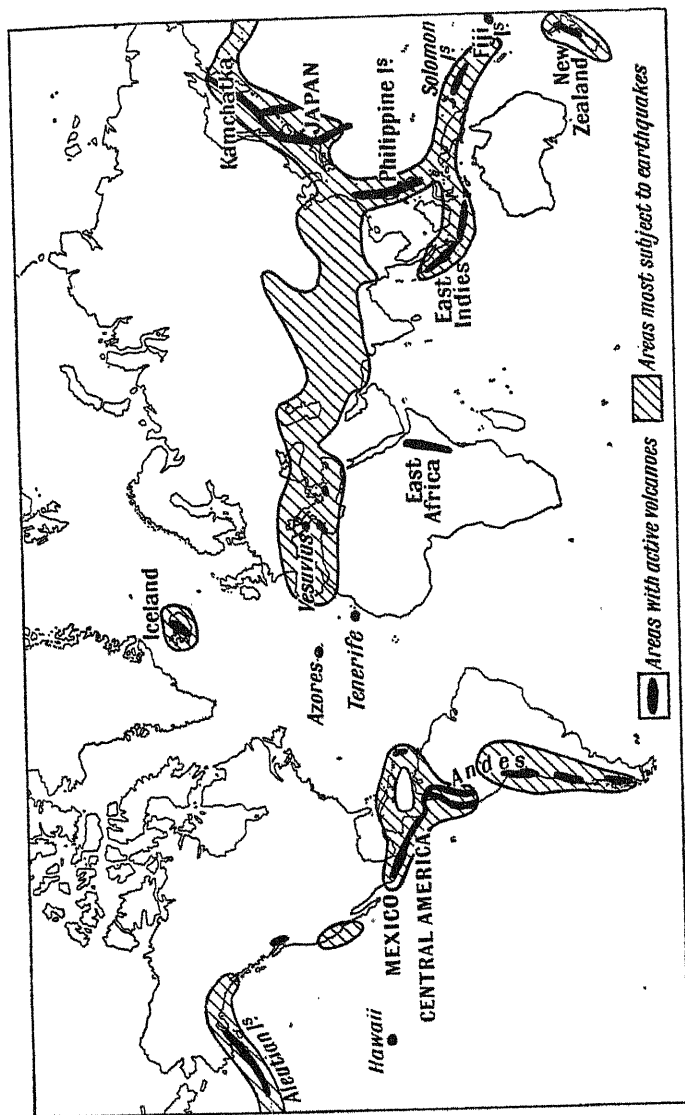 Iceland
Aleutian Iˢ
Azores
Tenerife
Vesuvius
Hawaii
MEXICO
CENTRAL AMERICA
Andes
East
Africa
East
Indies
Kamchatka
JAPAN
Philippine Iˢ
Solomon
Iˢ
Fiji
Iˢ
New
Zealand
Areas with active volcanoes
Areas most subject to earthquakes